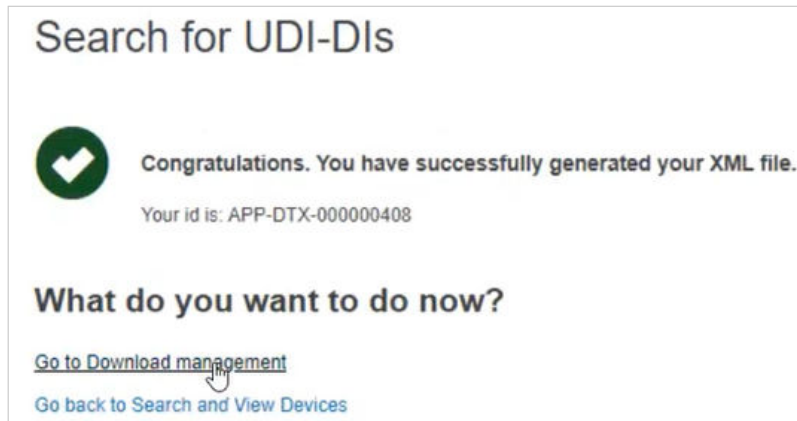 Search for UDI-DIs
Congratulations. You have successfully generated your XML file.
Your id is: APP-DTX-000000408
What do you want to do now?
Go to Download management
Go back to Search and View Devices